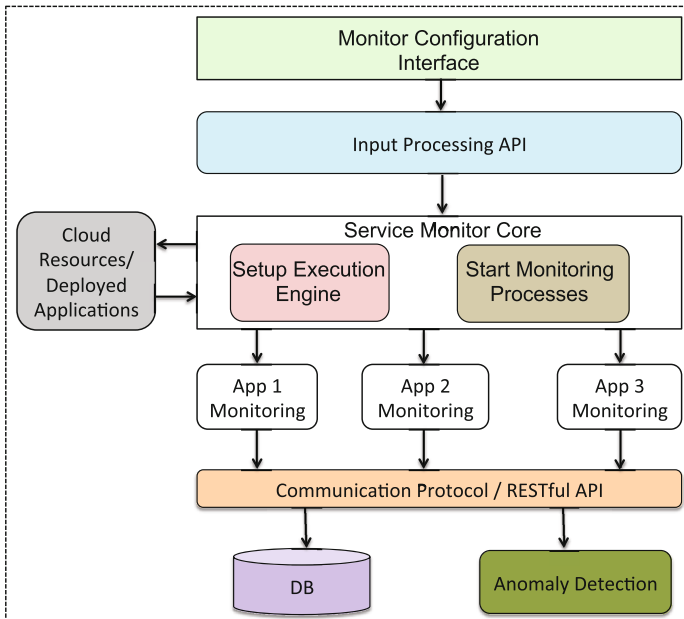 Monitor Configuration
Interface
Input Processing API
Service Monitor Core
Cloud
Resources/
Deployed
Applications
Setup Execution
Engine
Start Monitoring
Processes
App 1
Monitoring
App 2
Monitoring
App 3
Monitoring
Communication Protocol / RESTful API
DB
Anomaly Detection